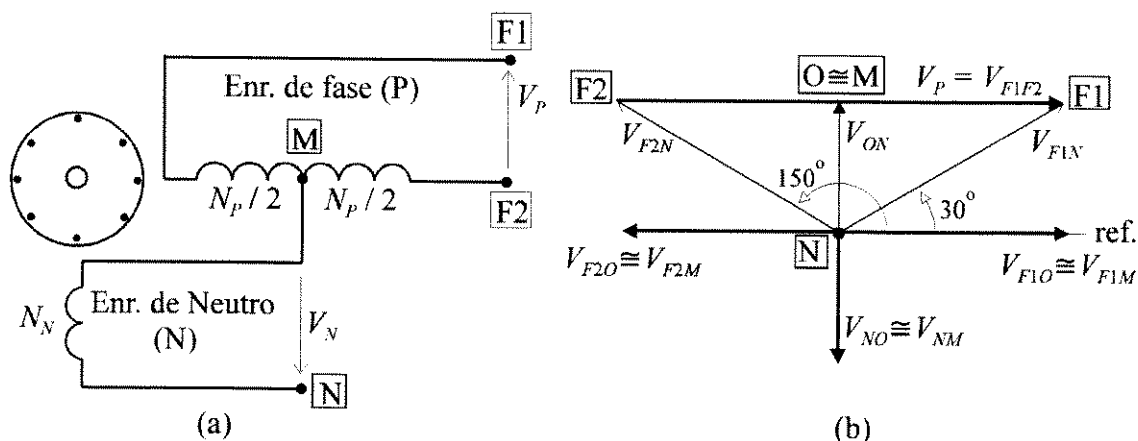 F1
Enr. de fase (P)
V_P
M
N_P / 2
N_P / 2
F2
N_N
Enr. de Neutro
(N)
V_N
N
(a)
F2
O≅M
V_P = V_F1F2
F1
V_F2N
V_ON
V_F1N
150°
30°
N
ref.
V_F2O ≅ V_F2M
V_F1O ≅ V_F1M
V_NO ≅ V_NM
(b)